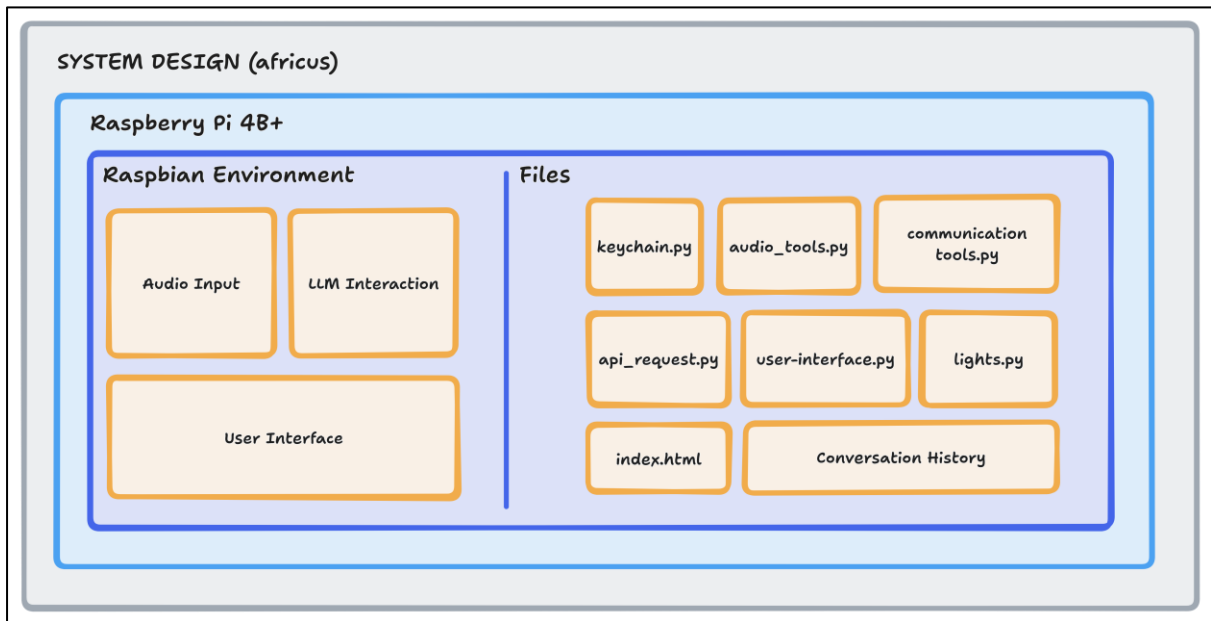 SYSTEM DESIGN (africus)
Raspberry Pi 4B+
Raspbian Environment
Audio Input
LLM Interaction
User Interface
Files
keychain.py
audio_tools.py
communication
tools.py
api_request.py
user-interface.py
lights.py
index.html
Conversation History